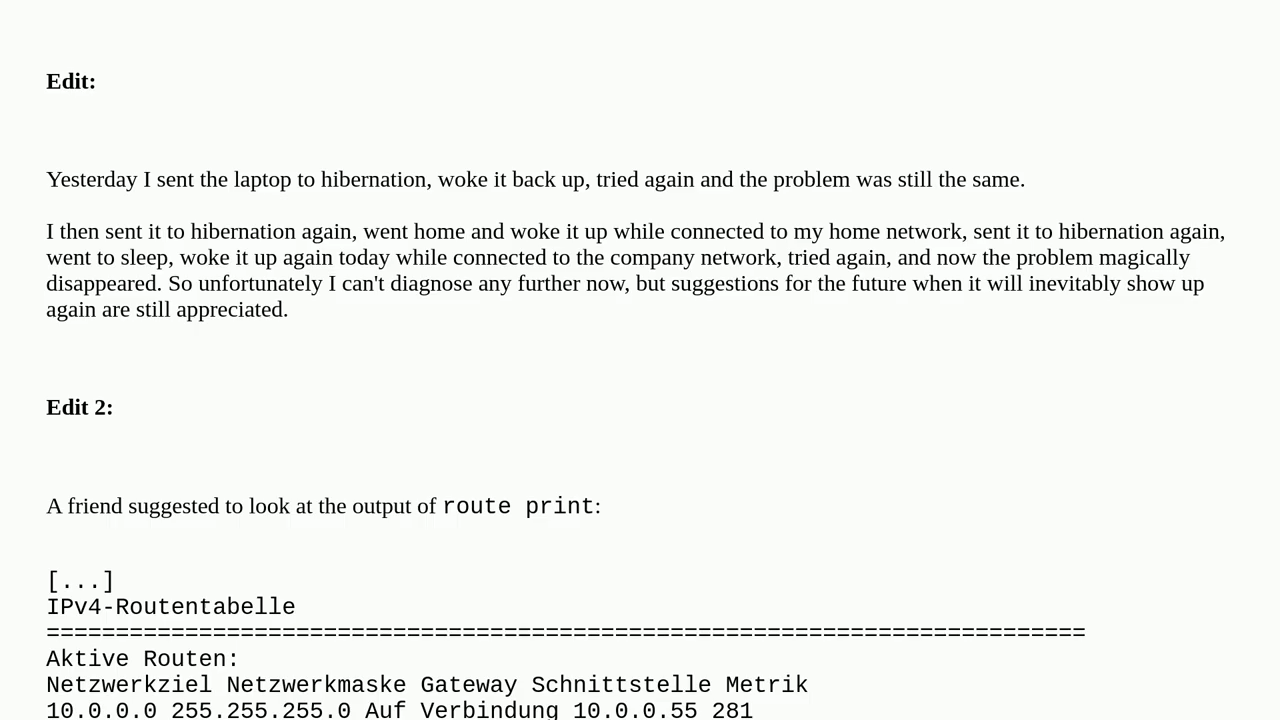 Edit:
Yesterday I sent the laptop to hibernation, woke it back up, tried again and the problem was still the same.
I then sent it to hibernation again, went home and woke it up while connected to my home network, sent it to hibernation again,
went to sleep, woke it up again today while connected to the company network, tried again, and now the problem magically
disappeared. So unfortunately I can't diagnose any further now, but suggestions for the future when it will inevitably show up
again are still appreciated.
Edit 2:
A friend suggested to look at the output of route print:
[...]
IPv4-Routentabelle
===========================================================================
Aktive Routen:
Netzwerkziel Netzwerkmaske Gateway Schnittstelle Metrik
10.0.0.0 255.255.255.0 Auf Verbindung 10.0.0.55 281